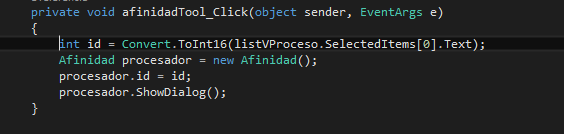 private void afinidadTool_Click(object sender, EventArgs e)
{
int id = Convert.ToInt16(listVProceso.SelectedItems[0].Text);
Afinidad procesador = new Afinidad();
procesador.id = id;
procesador.ShowDialog();
}